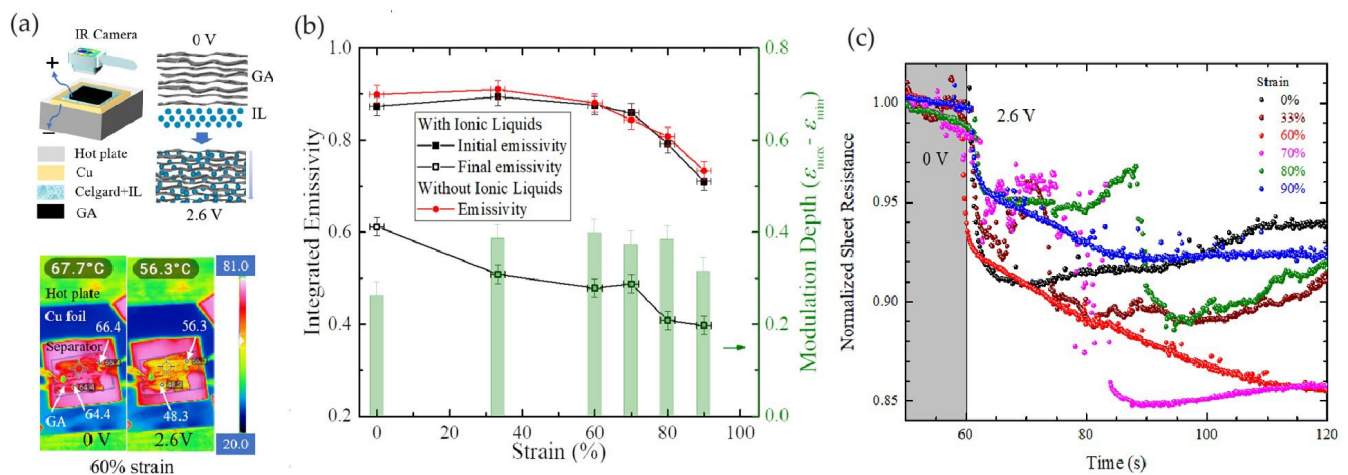 (a)
IR Camera
0 V
GA
IL
+
−
Hot plate
Cu
Celgard+IL
GA
2.6 V
67.7°C
56.3°C
81.0
Hot plate
Cu foil
66.4
56.3
Separator
64.4
GA
64.4
48.3
48.3
0 V
2.6V
20.0
60% strain
(b)
Integrated Emissivity
1.0
0.8
0.6
0.4
0.2
With Ionic Liquids
Initial emissivity
Final emissivity
Without Ionic Liquids
Emissivity
0
20
40
60
80
100
Strain (%)
0.8
0.6
0.4
0.2
0.0
Modulation Depth (εmax - εmin)
(c)
Normalized Sheet Resistance
1.00
0.95
0.90
0.85
0 V
2.6 V
Strain
0%
33%
60%
70%
80%
90%
60
80
100
120
Time (s)